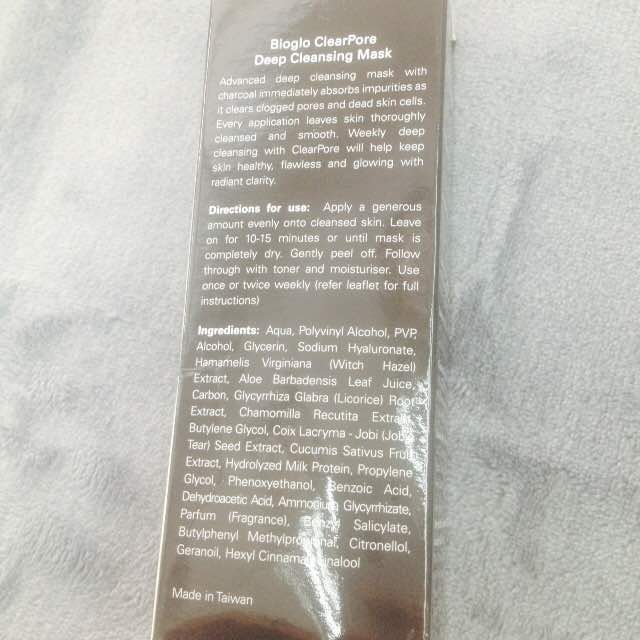 Bioglo ClearPore
Deep Cleansing Mask
Advanced deep cleansing mask with
charcoal immediately absorbs impurities as
it clears clogged pores and dead skin cells.
Every application leaves skin thoroughly
cleansed and smooth. Weekly deep
cleansing with ClearPore will help keep
skin healthy, flawless and glowing with
radiant clarity.
Directions for use: Apply a generous
amount evenly onto cleansed skin. Leave
on for 10-15 minutes or until mask is
completely dry. Gently peel off. Follow
through with toner and moisturiser. Use
once or twice weekly (refer leaflet for full
instructions)
Ingredients: Aqua, Polyvinyl Alcohol, PVP,
Alcohol, Glycerin, Sodium Hyaluronate,
Hamamelis Virginiana (Witch Hazel)
Extract, Aloe Barbadensis Leaf Juice,
Carbon, Glycyrrhiza Glabra (Licorice) Root
Extract, Chamomilla Recutita Extract,
Butylene Glycol, Coix Lacryma - Jobi (Job's
Tear) Seed Extract, Cucumis Sativus Fruit
Extract, Hydrolyzed Milk Protein, Propylene
Glycol, Phenoxyethanol, Benzoic Acid,
Dehydroacetic Acid, Ammonium Glycyrrhizate,
Parfum (Fragrance), Benzyl Salicylate,
Butylphenyl Methylpropional, Citronellol,
Geraniol, Hexyl Cinnamal, Linalool
Made in Taiwan